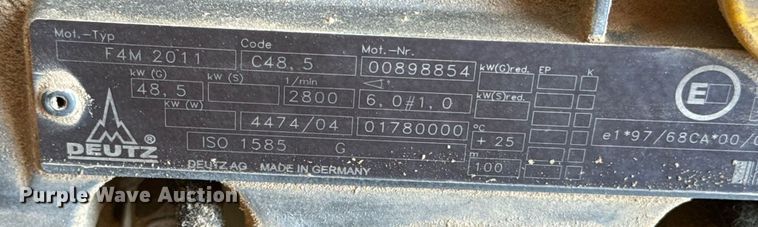 Mot.-Typ Code Mot.-Nr.
F4M 2011 C48.5 00898854 kW(G)red. EP K
kW (G) kW (S) 1/min
48,5 2800 6,0#1,0 kW(S)red.
kW (W)
4474/04 01780000 °C
+ 25 e1*97/68CA*00/
DEUTZ ® ISO 1585 G m
100
DEUTZ AG MADE IN GERMANY
E
Purple Wave Auction